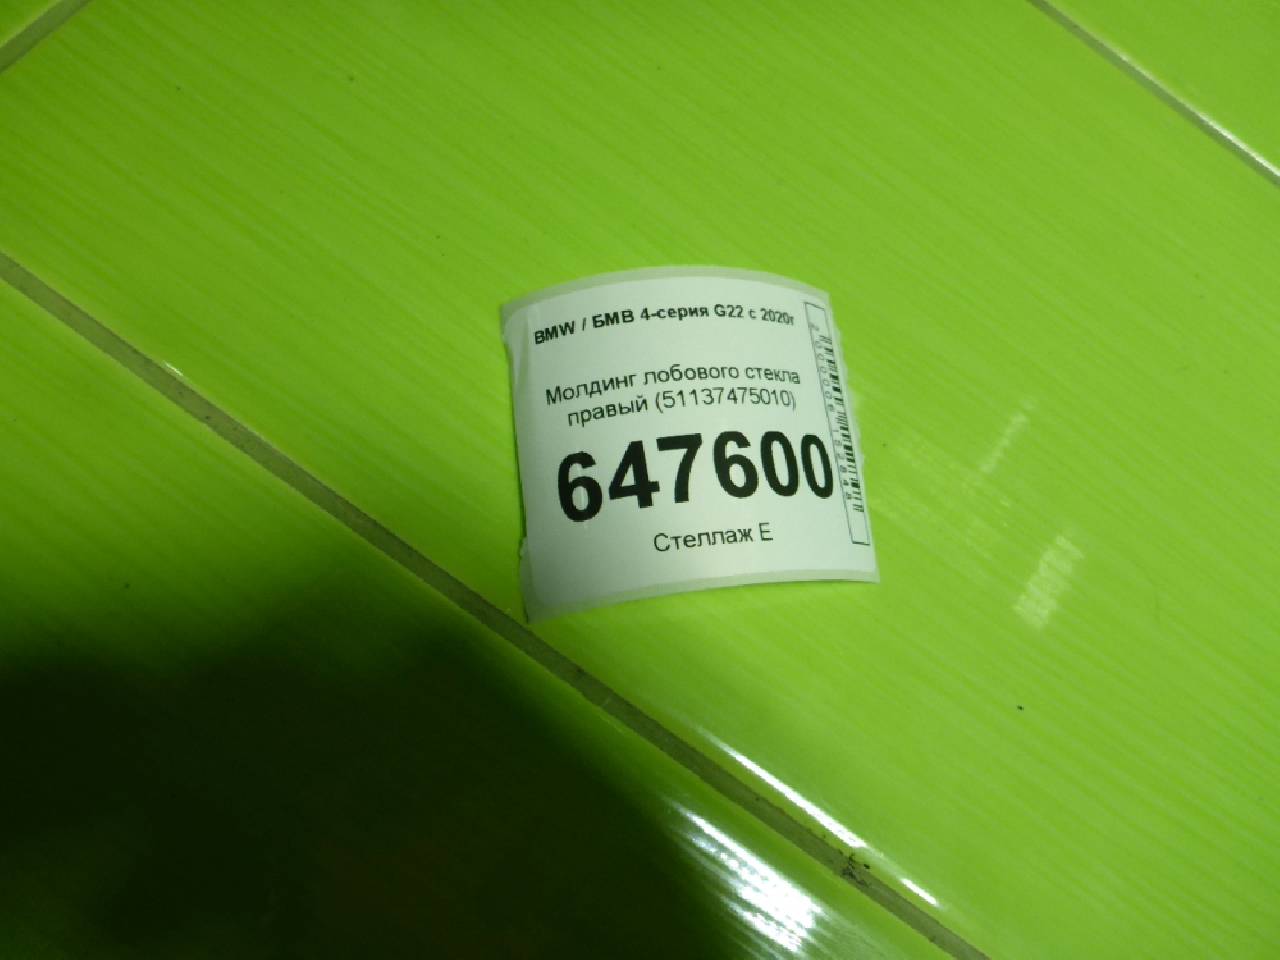 BMW / БМВ 4-серия G22 с 2020г
Молдинг лобового стекла
правый (51137475010)
647600
Стеллаж Е